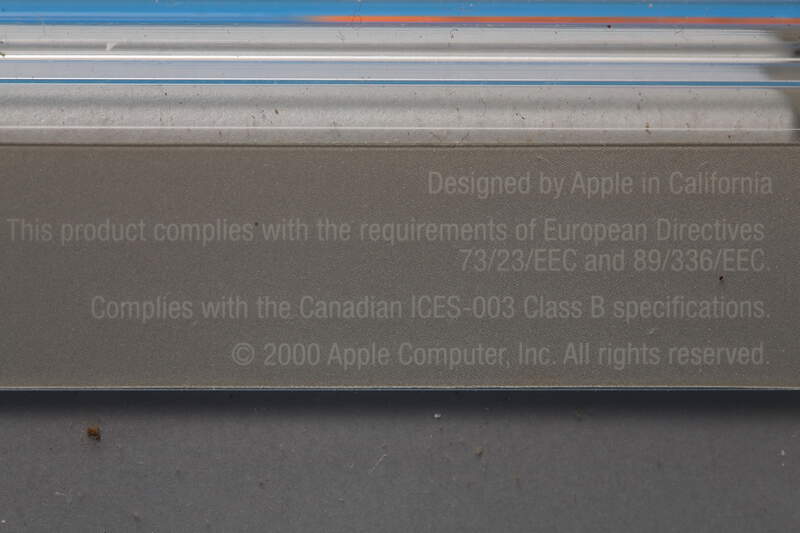 Designed by Apple in California
This product complies with the requirements of European Directives
73/23/EEC and 89/336/EEC.
Complies with the Canadian ICES-003 Class B specifications.
© 2000 Apple Computer, Inc. All rights reserved.